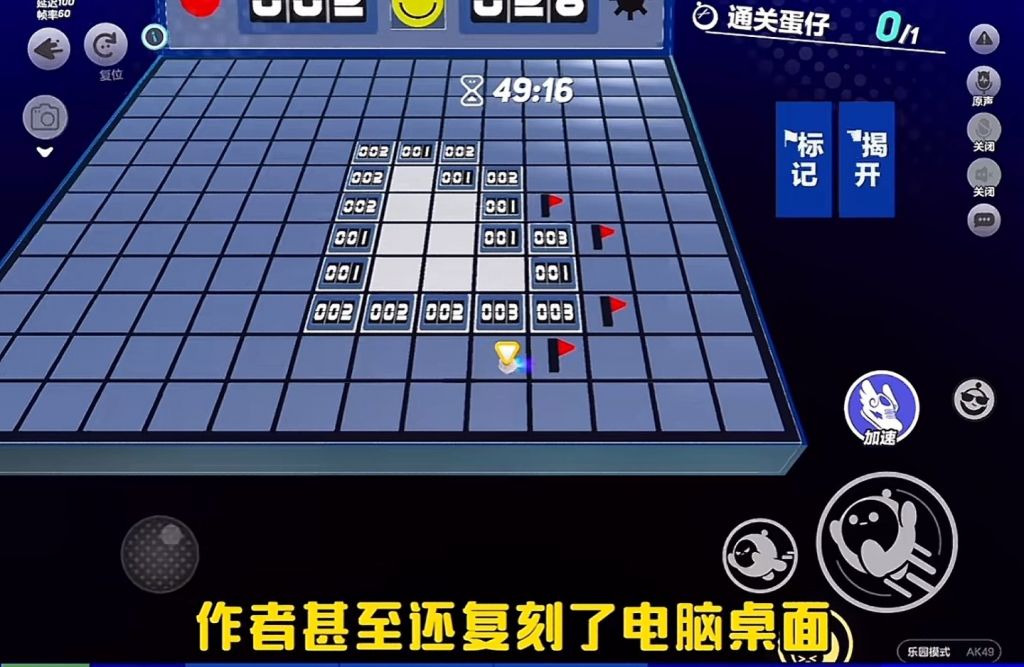 延迟100
帧率60
复位
002
028
通关蛋仔 0/1
49:16
原声
关闭
关闭
标记
揭开
002 001 002
002 001 002
002 001
001 001 003
001 001
002 002 002 003 003
加速
作者甚至还复刻了电脑桌面
乐园模式 AK49